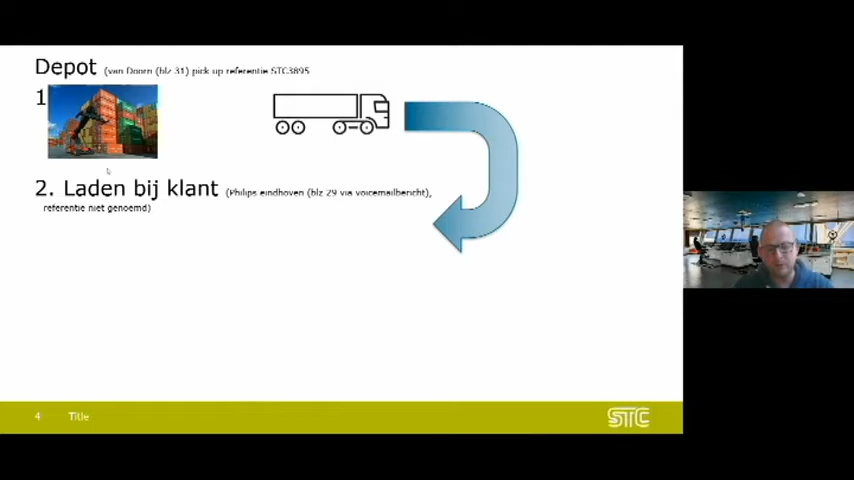 Depot (van Doorn (blz 31) pick up referentie STC3895
1
2. Laden bij klant (Philips eindhoven (blz 29 via voicemailbericht),
referentie niet genoemd)
4 Title
STC